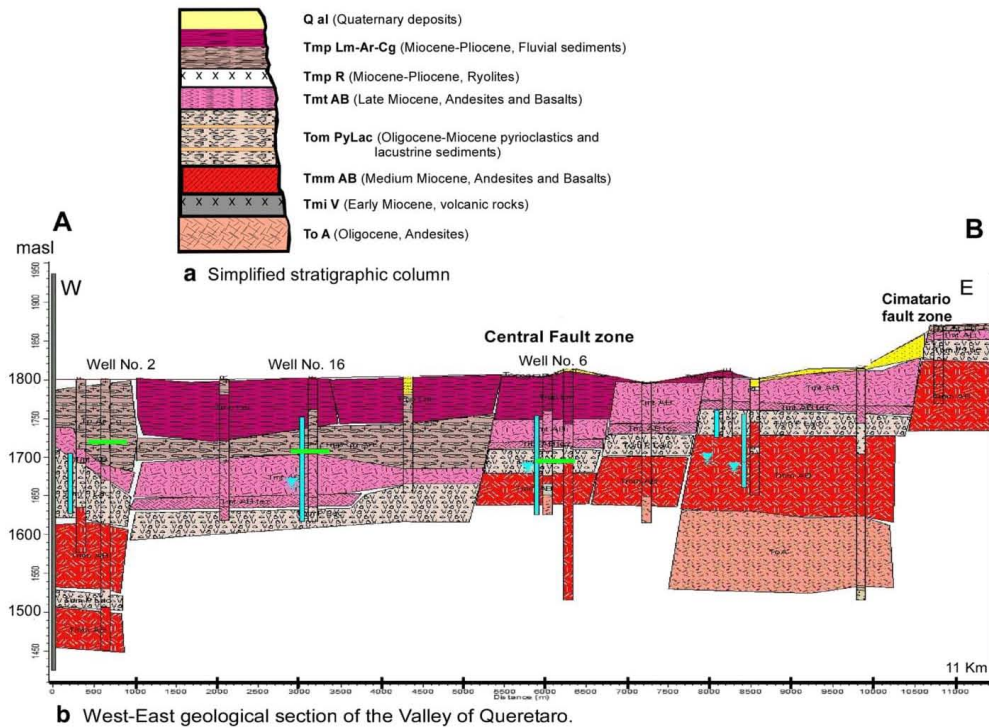 Q al (Quaternary deposits)
Tmp Lm-Ar-Cg (Miocene-Pliocene, Fluvial sediments)
Tmp R (Miocene-Pliocene, Ryolites)
Tmt AB (Late Miocene, Andesites and Basalts)
Tom PyLac (Oligocene-Miocene pyrioclastics and
lacustrine sediments)
Tmm AB (Medium Miocene, Andesites and Basalts)
Tmi V (Early Miocene, volcanic rocks)
To A (Oligocene, Andesites)
a Simplified stratigraphic column
A
B
masl
W
E
Cimatario
fault zone
Central Fault zone
Well No. 2
Well No. 16
Well No. 6
1950
1900
1850
1800
1750
1700
1650
1600
1550
1500
1450
11 Km
0 500 1000 2000 2500 3000 3500 4000 4500 5000 5500 6000 6500 7000 7500 8000 8500 9000 9500 10000 10500 11000
Distance (m)
b West-East geological section of the Valley of Queretaro.